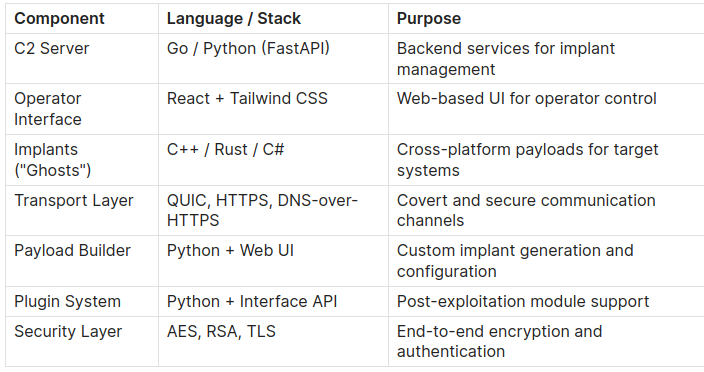 Component Language / Stack Purpose
C2 Server Go / Python (FastAPI) Backend services for implant
management
Operator React + Tailwind CSS Web-based UI for operator control
Interface
Implants C++ / Rust / C# Cross-platform payloads for target
("Ghosts") systems
Transport Layer QUIC, HTTPS, DNS-over- Covert and secure communication
HTTPS channels
Payload Builder Python + Web UI Custom implant generation and
configuration
Plugin System Python + Interface API Post-exploitation module support
Security Layer AES, RSA, TLS End-to-end encryption and
authentication